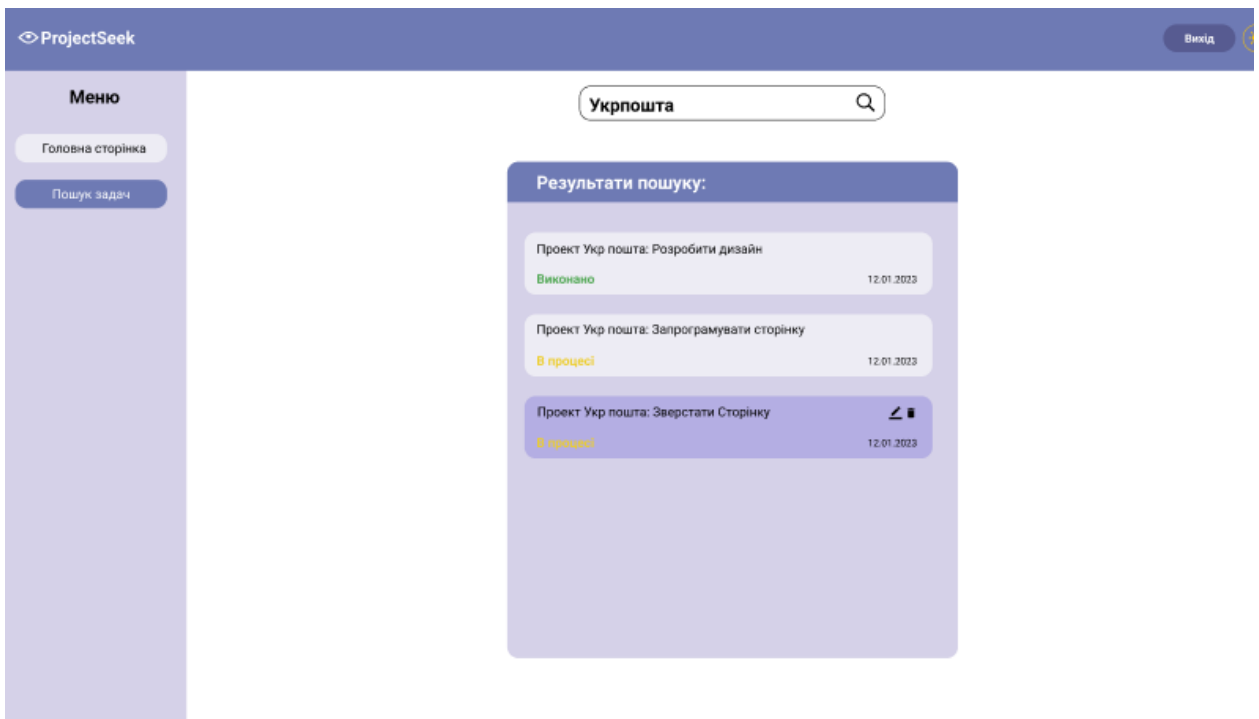 ProjectSeek
Вихід
Меню
Головна сторінка
Пошук задач
Укрпошта
Результати пошуку:
Проект Укр пошта: Розробити дизайн
Виконано
12.01.2023
Проект Укр пошта: Запрограмувати сторінку
В процесі
12.01.2023
Проект Укр пошта: Зверстати Сторінку
В процесі
12.01.2023